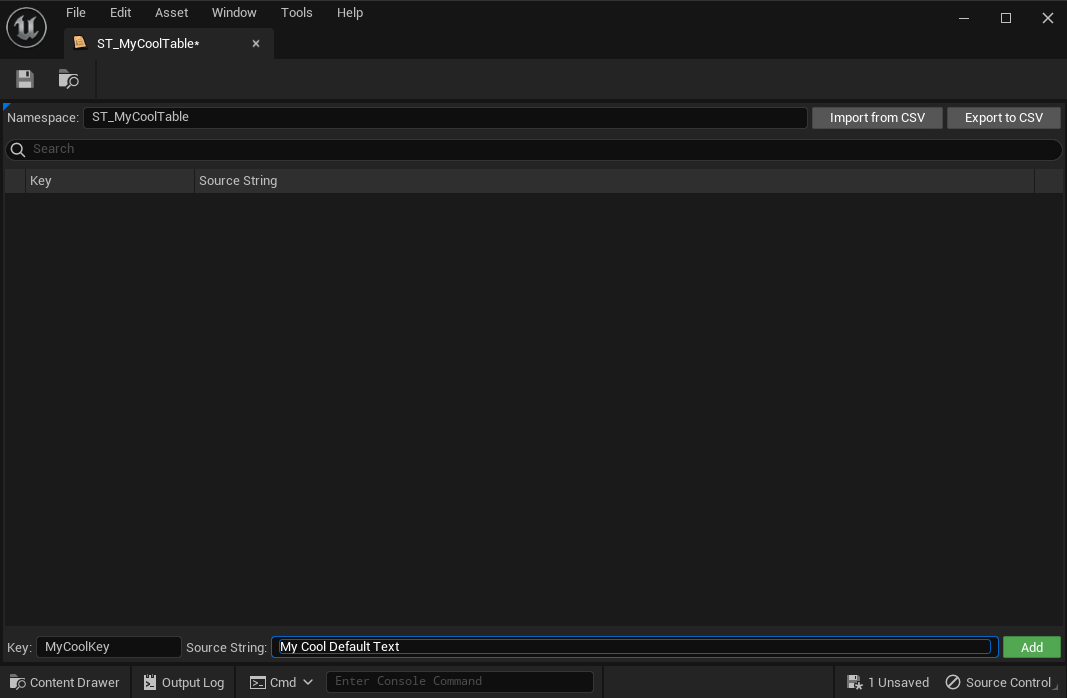 File Edit Asset Window Tools Help
ST_MyCoolTable*
Namespace: ST_MyCoolTable Import from CSV Export to CSV
Search
Key Source String
Key: MyCoolKey Source String: My Cool Default Text Add
Content Drawer Output Log Cmd Enter Console Command 1 Unsaved Source Control